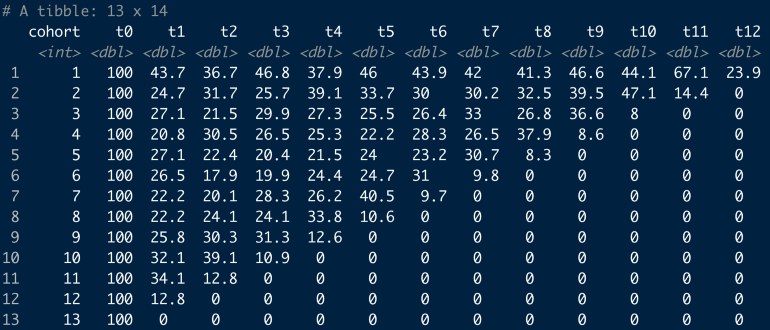 # A tibble: 13 x 14
cohort t0 t1 t2 t3 t4 t5 t6 t7 t8 t9 t10 t11 t12
<int> <dbl> <dbl> <dbl> <dbl> <dbl> <dbl> <dbl> <dbl> <dbl> <dbl> <dbl> <dbl> <dbl>
1 1 100 43.7 36.7 46.8 37.9 46 43.9 42 41.3 46.6 44.1 67.1 23.9
2 2 100 24.7 31.7 25.7 39.1 33.7 30 30.2 32.5 39.5 47.1 14.4 0
3 3 100 27.1 21.5 29.9 27.3 25.5 26.4 33 26.8 36.6 8 0 0
4 4 100 20.8 30.5 26.5 25.3 22.2 28.3 26.5 37.9 8.6 0 0 0
5 5 100 27.1 22.4 20.4 21.5 24 23.2 30.7 8.3 0 0 0 0
6 6 100 26.5 17.9 19.9 24.4 24.7 31 9.8 0 0 0 0 0
7 7 100 22.2 20.1 28.3 26.2 40.5 9.7 0 0 0 0 0 0
8 8 100 22.2 24.1 24.1 33.8 10.6 0 0 0 0 0 0 0
9 9 100 25.8 30.3 31.3 12.6 0 0 0 0 0 0 0 0
10 10 100 32.1 39.1 10.9 0 0 0 0 0 0 0 0 0
11 11 100 34.1 12.8 0 0 0 0 0 0 0 0 0 0
12 12 100 12.8 0 0 0 0 0 0 0 0 0 0 0
13 13 100 0 0 0 0 0 0 0 0 0 0 0 0